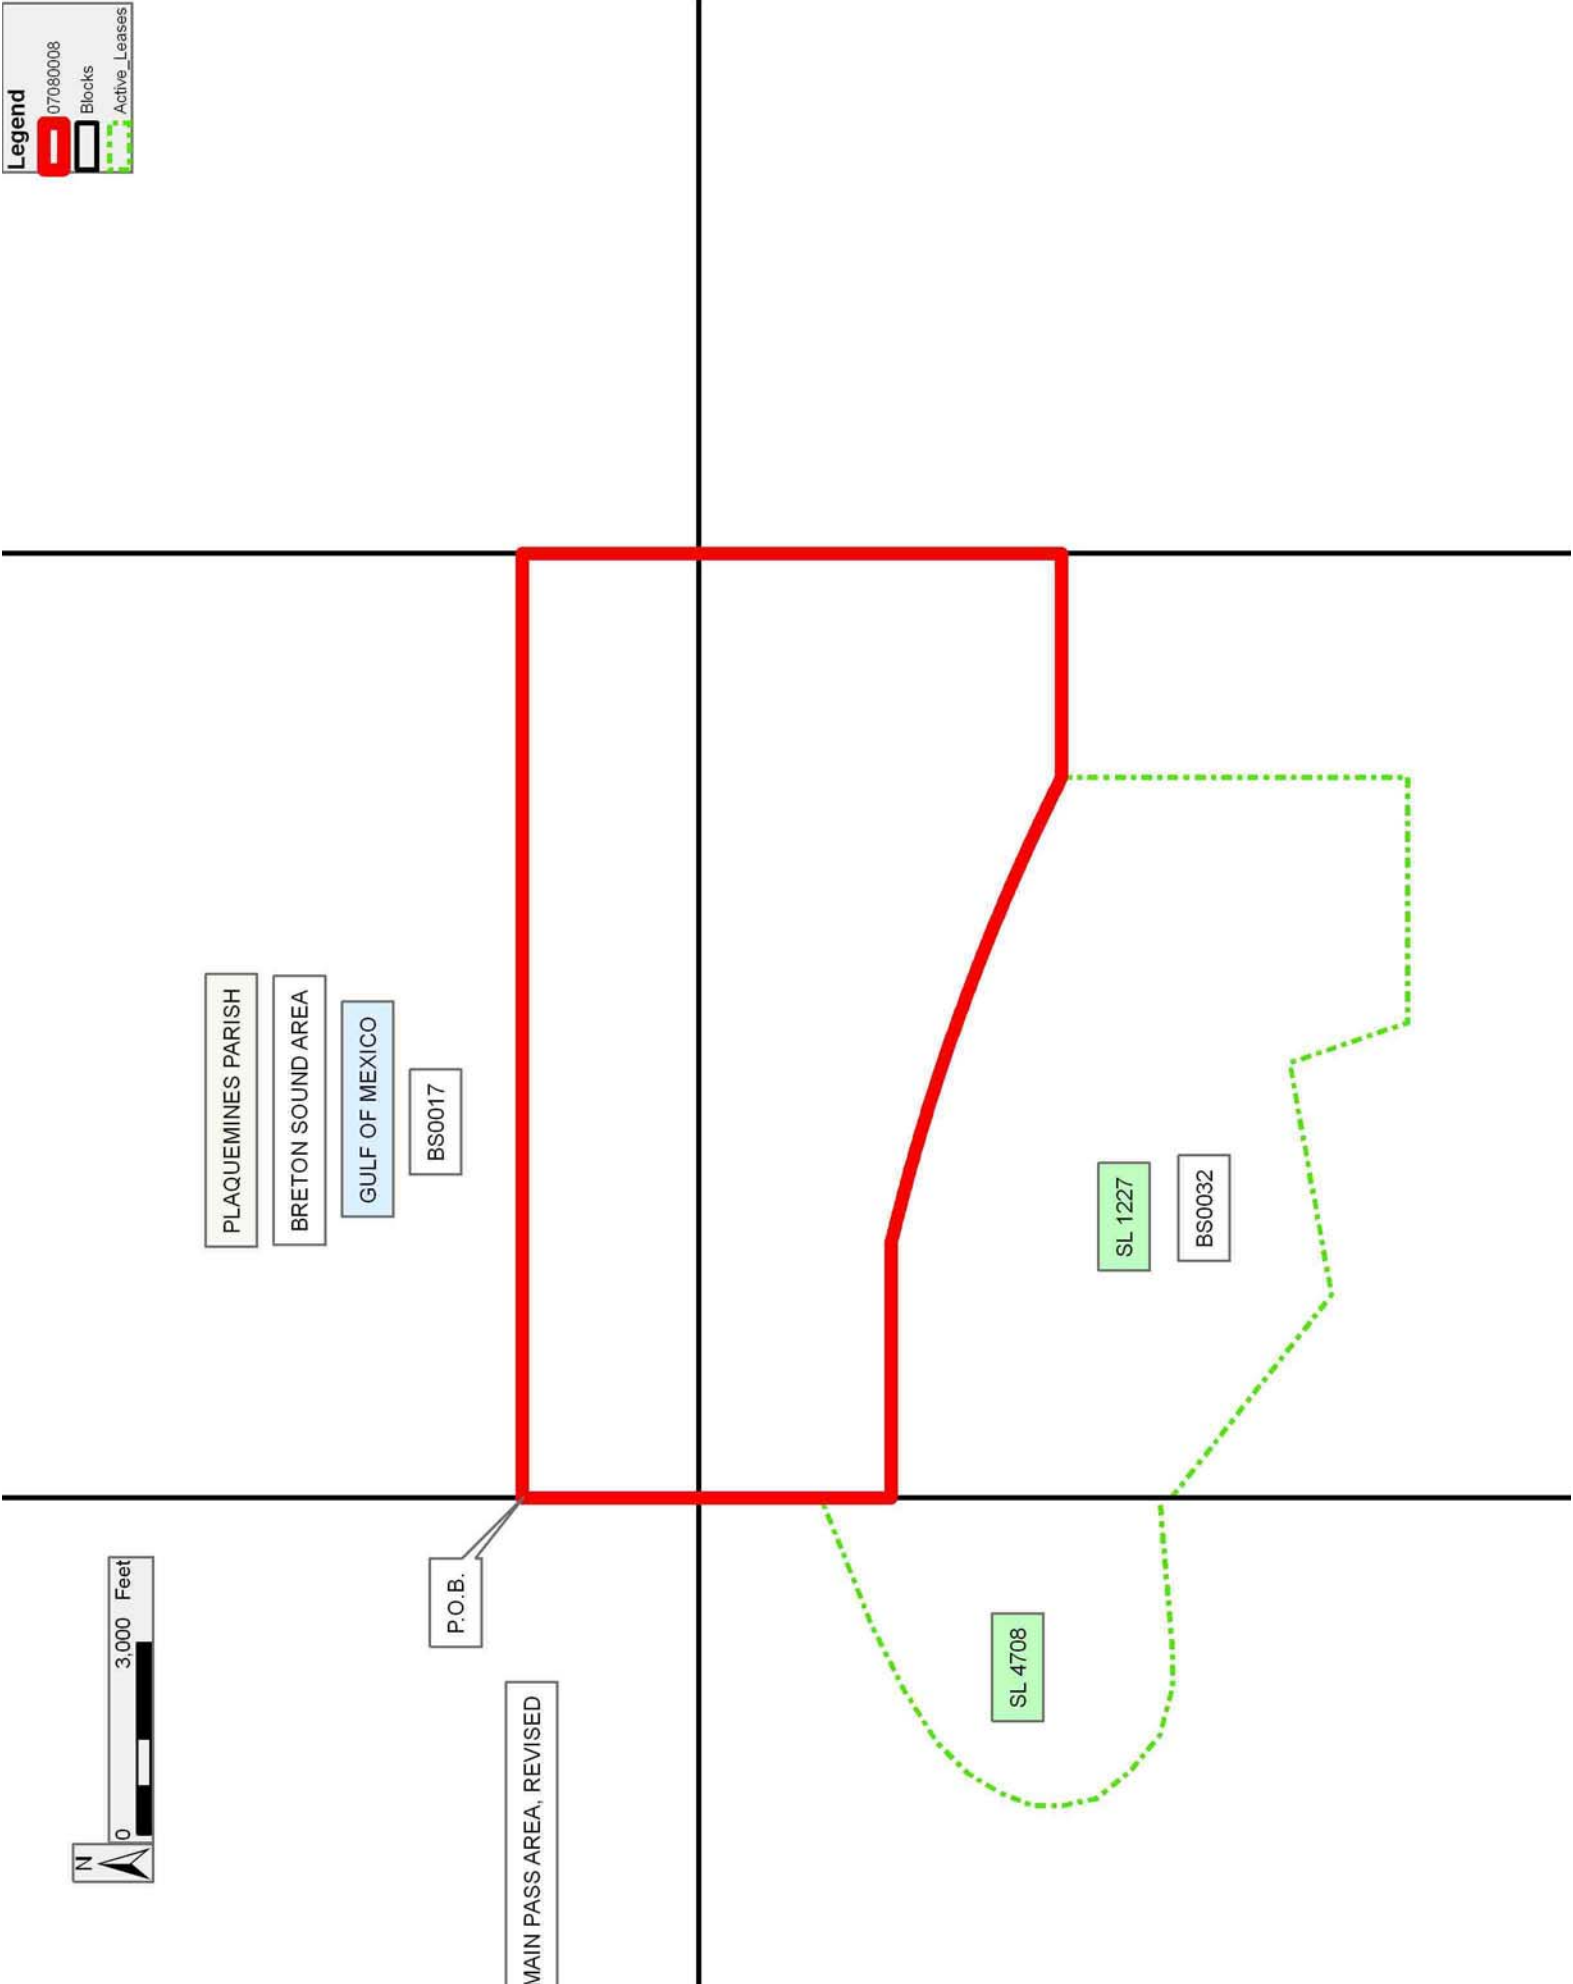 Legend
07080008
Blocks
Active_Leases
PLAQUEMINES PARISH
BRETON SOUND AREA
GULF OF MEXICO
BS0017
N
0 3,000 Feet
P.O.B.
MAIN PASS AREA, REVISED
SL 1227
BS0032
SL 4708